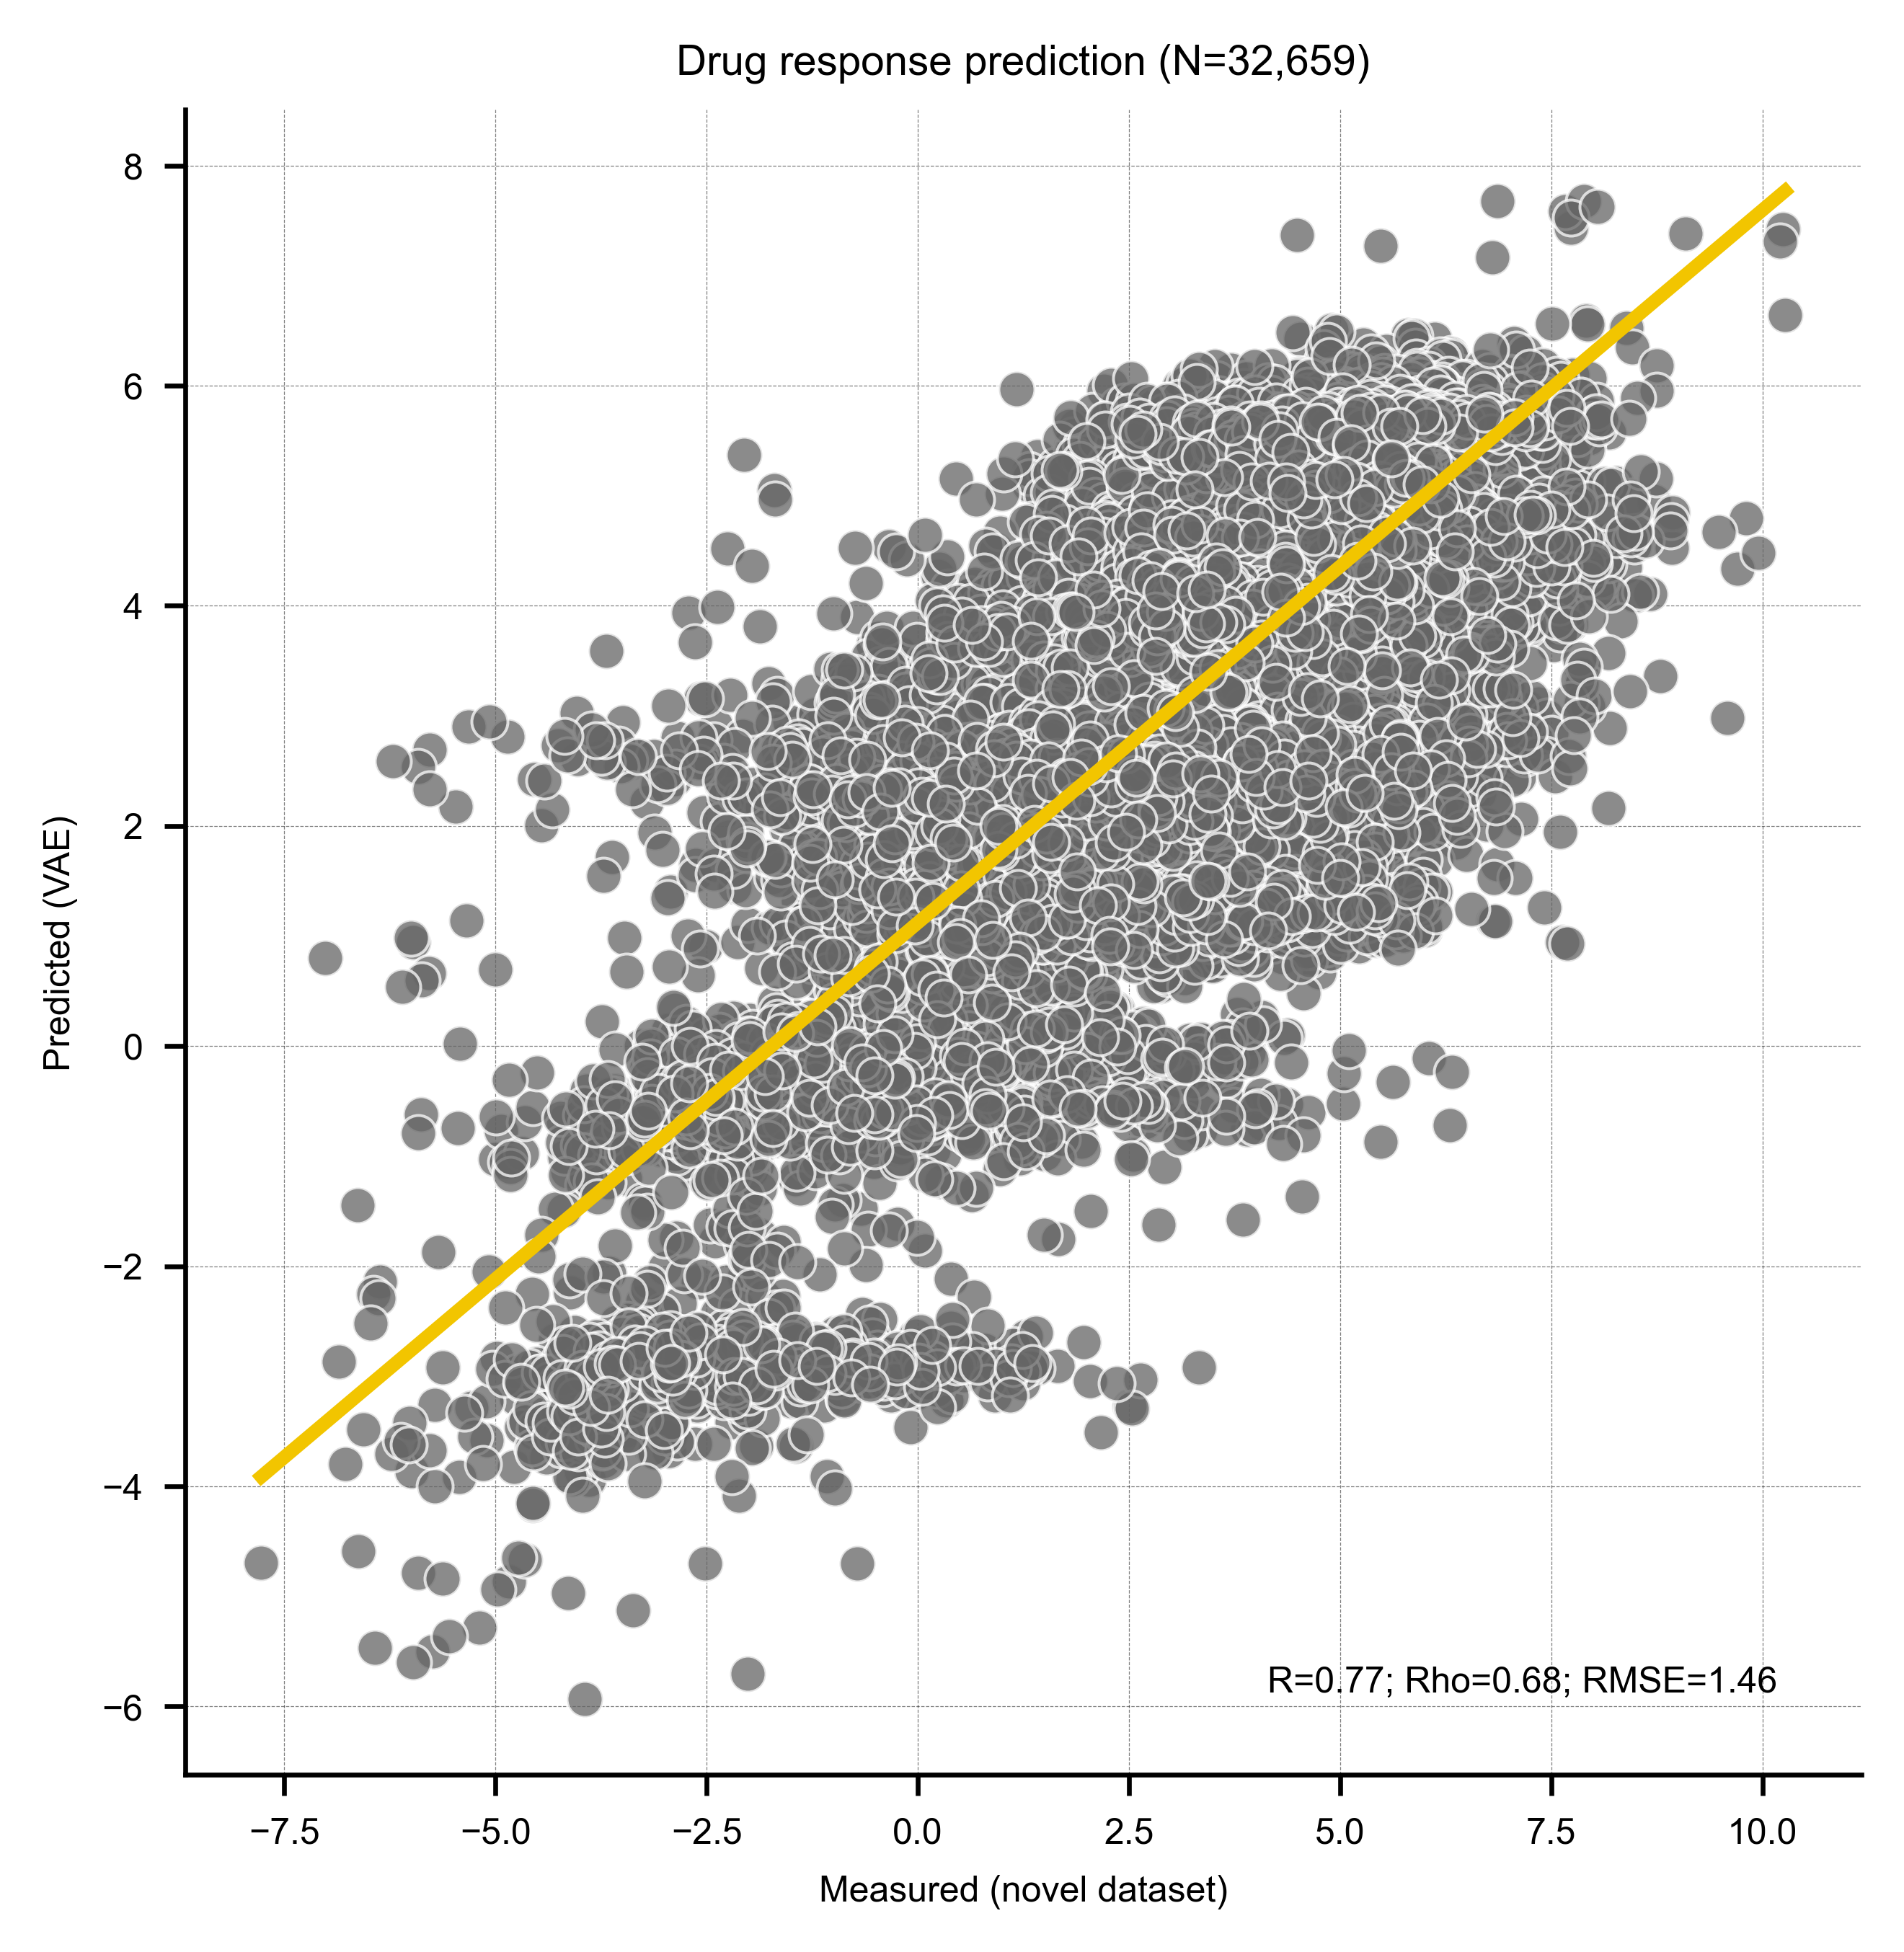 Drug response prediction (N=32,659)
8
6
4
2
0
−2
−4
−6
Predicted (VAE)
R=0.77; Rho=0.68; RMSE=1.46
−7.5 −5.0 −2.5 0.0 2.5 5.0 7.5 10.0
Measured (novel dataset)